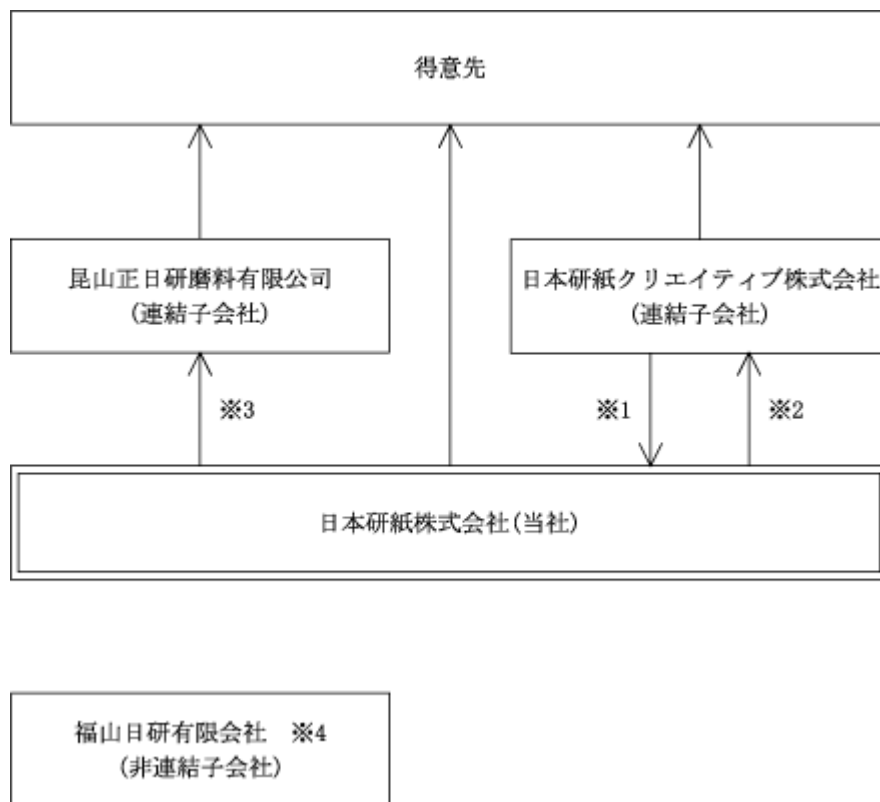 得意先
昆山正日研磨料有限公司
(連結子会社)
日本研紙クリエイティブ株式会社
(連結子会社)
※3
※1
※2
日本研紙株式会社(当社)
福山日研有限会社　※4
(非連結子会社)